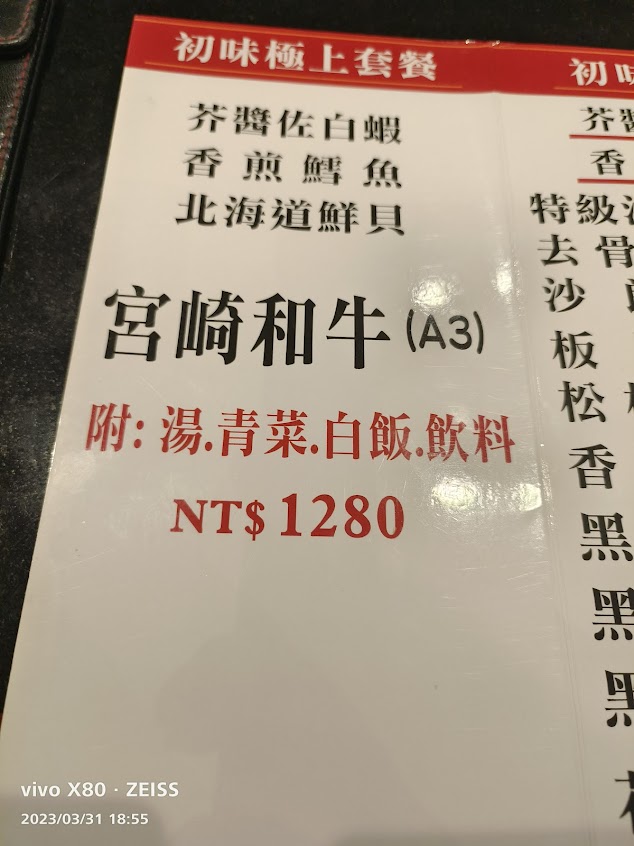 初味極上套餐
芥醬佐白蝦
香煎鱈魚
北海道鮮貝
宮崎和牛(A3)
附: 湯.青菜.白飯.飲料
NT$ 1280
初味
芥醬
香
特級
去骨
沙
板
松
香
黑
黑
黑
vivo X80 · ZEISS
2023/03/31 18:55